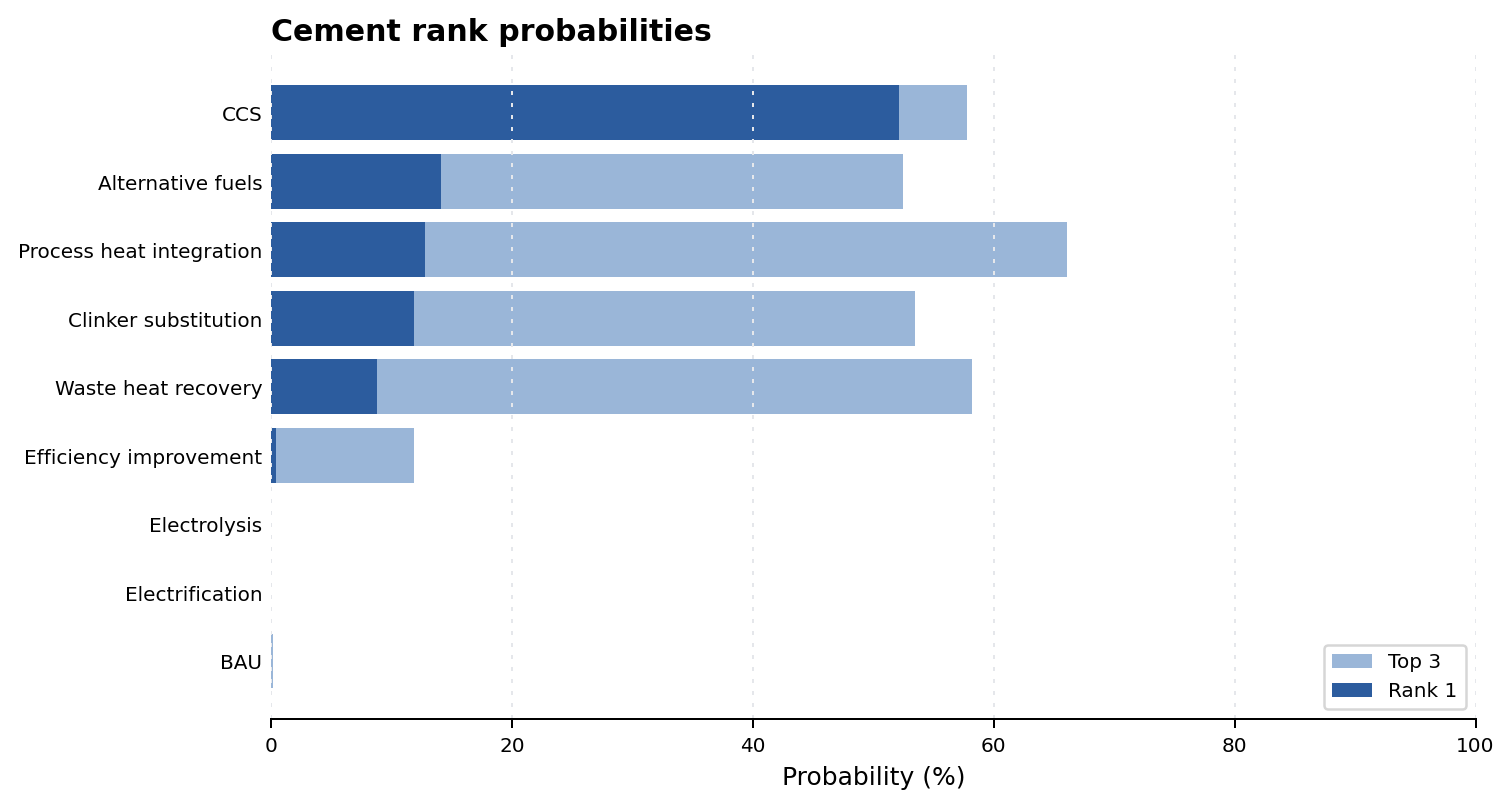 Cement rank probabilities
CCS
Alternative fuels
Process heat integration
Clinker substitution
Waste heat recovery
Efficiency improvement
Electrolysis
Electrification
BAU
Top 3
Rank 1
0 20 40 60 80 100
Probability (%)